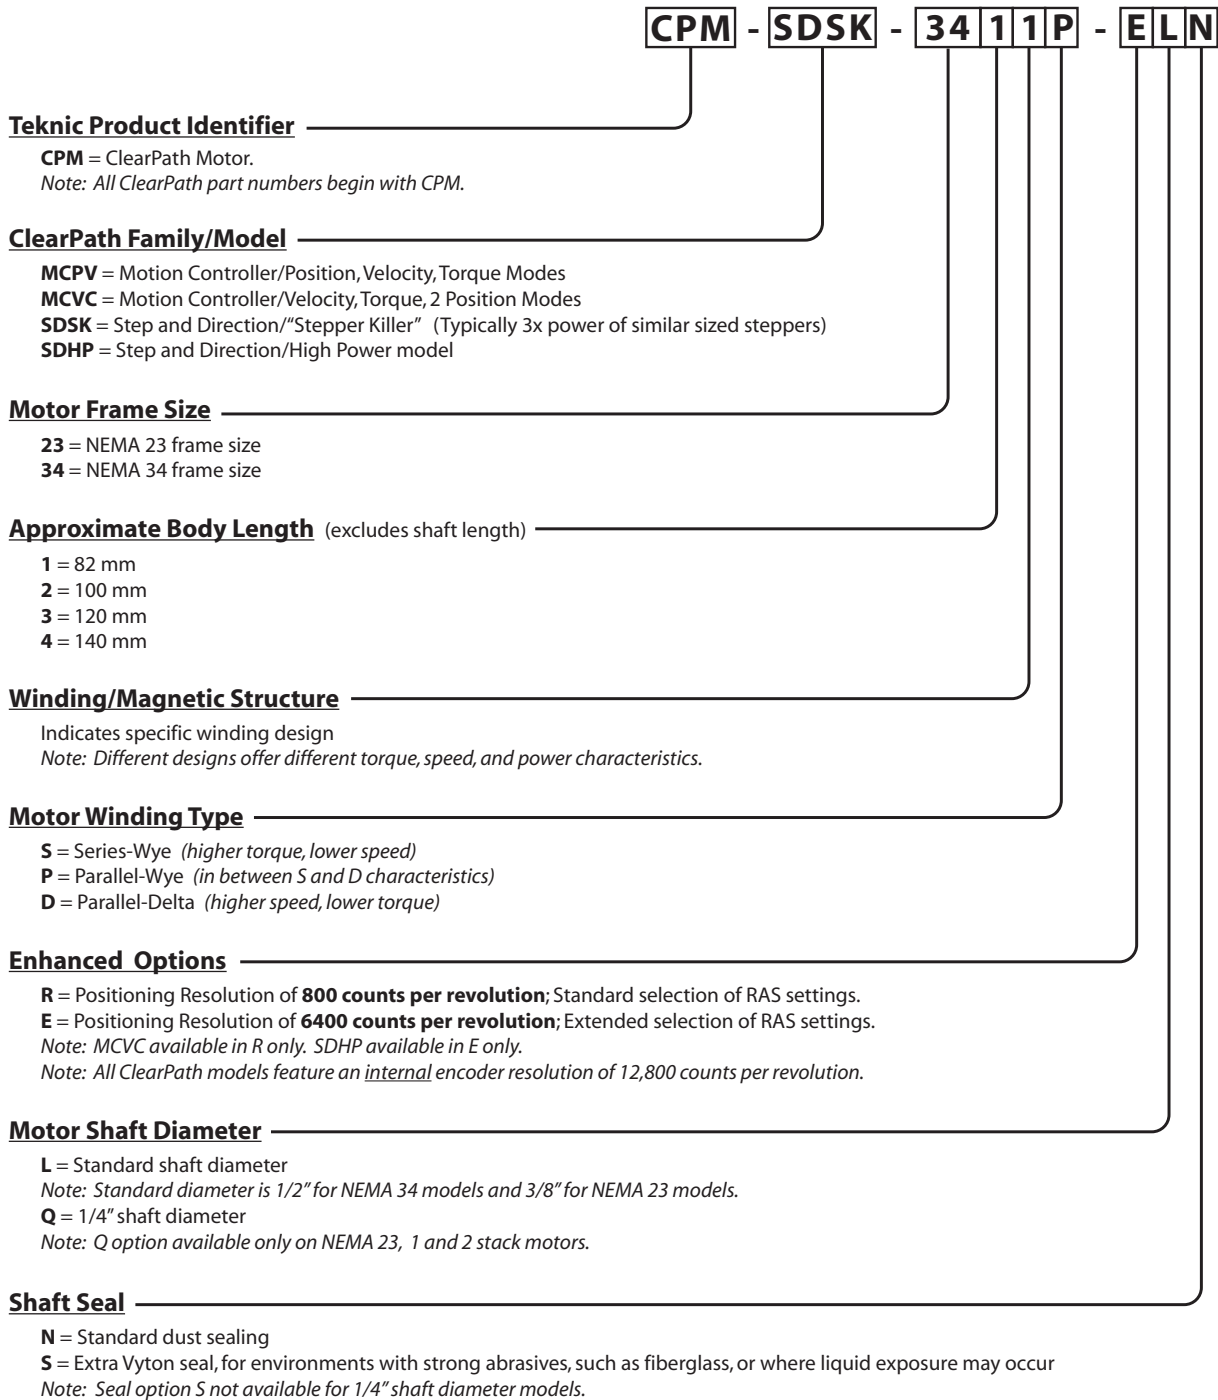 CPM - SDSK - 34 1 1 P - E L N
Teknic Product Identifier
CPM = ClearPath Motor.
Note: All ClearPath part numbers begin with CPM.
ClearPath Family/Model
MCPV = Motion Controller/Position, Velocity, Torque Modes
MCVC = Motion Controller/Velocity, Torque, 2 Position Modes
SDSK = Step and Direction/“Stepper Killer” (Typically 3x power of similar sized steppers)
SDHP = Step and Direction/High Power model
Motor Frame Size
23 = NEMA 23 frame size
34 = NEMA 34 frame size
Approximate Body Length (excludes shaft length)
1 = 82 mm
2 = 100 mm
3 = 120 mm
4 = 140 mm
Winding/Magnetic Structure
Indicates specific winding design
Note: Different designs offer different torque, speed, and power characteristics.
Motor Winding Type
S = Series-Wye (higher torque, lower speed)
P = Parallel-Wye (in between S and D characteristics)
D = Parallel-Delta (higher speed, lower torque)
Enhanced Options
R = Positioning Resolution of 800 counts per revolution; Standard selection of RAS settings.
E = Positioning Resolution of 6400 counts per revolution; Extended selection of RAS settings.
Note: MCVC available in R only. SDHP available in E only.
Note: All ClearPath models feature an internal encoder resolution of 12,800 counts per revolution.
Motor Shaft Diameter
L = Standard shaft diameter
Note: Standard diameter is 1/2” for NEMA 34 models and 3/8” for NEMA 23 models.
Q = 1/4” shaft diameter
Note: Q option available only on NEMA 23, 1 and 2 stack motors.
Shaft Seal
N = Standard dust sealing
S = Extra Vyton seal, for environments with strong abrasives, such as fiberglass, or where liquid exposure may occur
Note: Seal option S not available for 1/4” shaft diameter models.